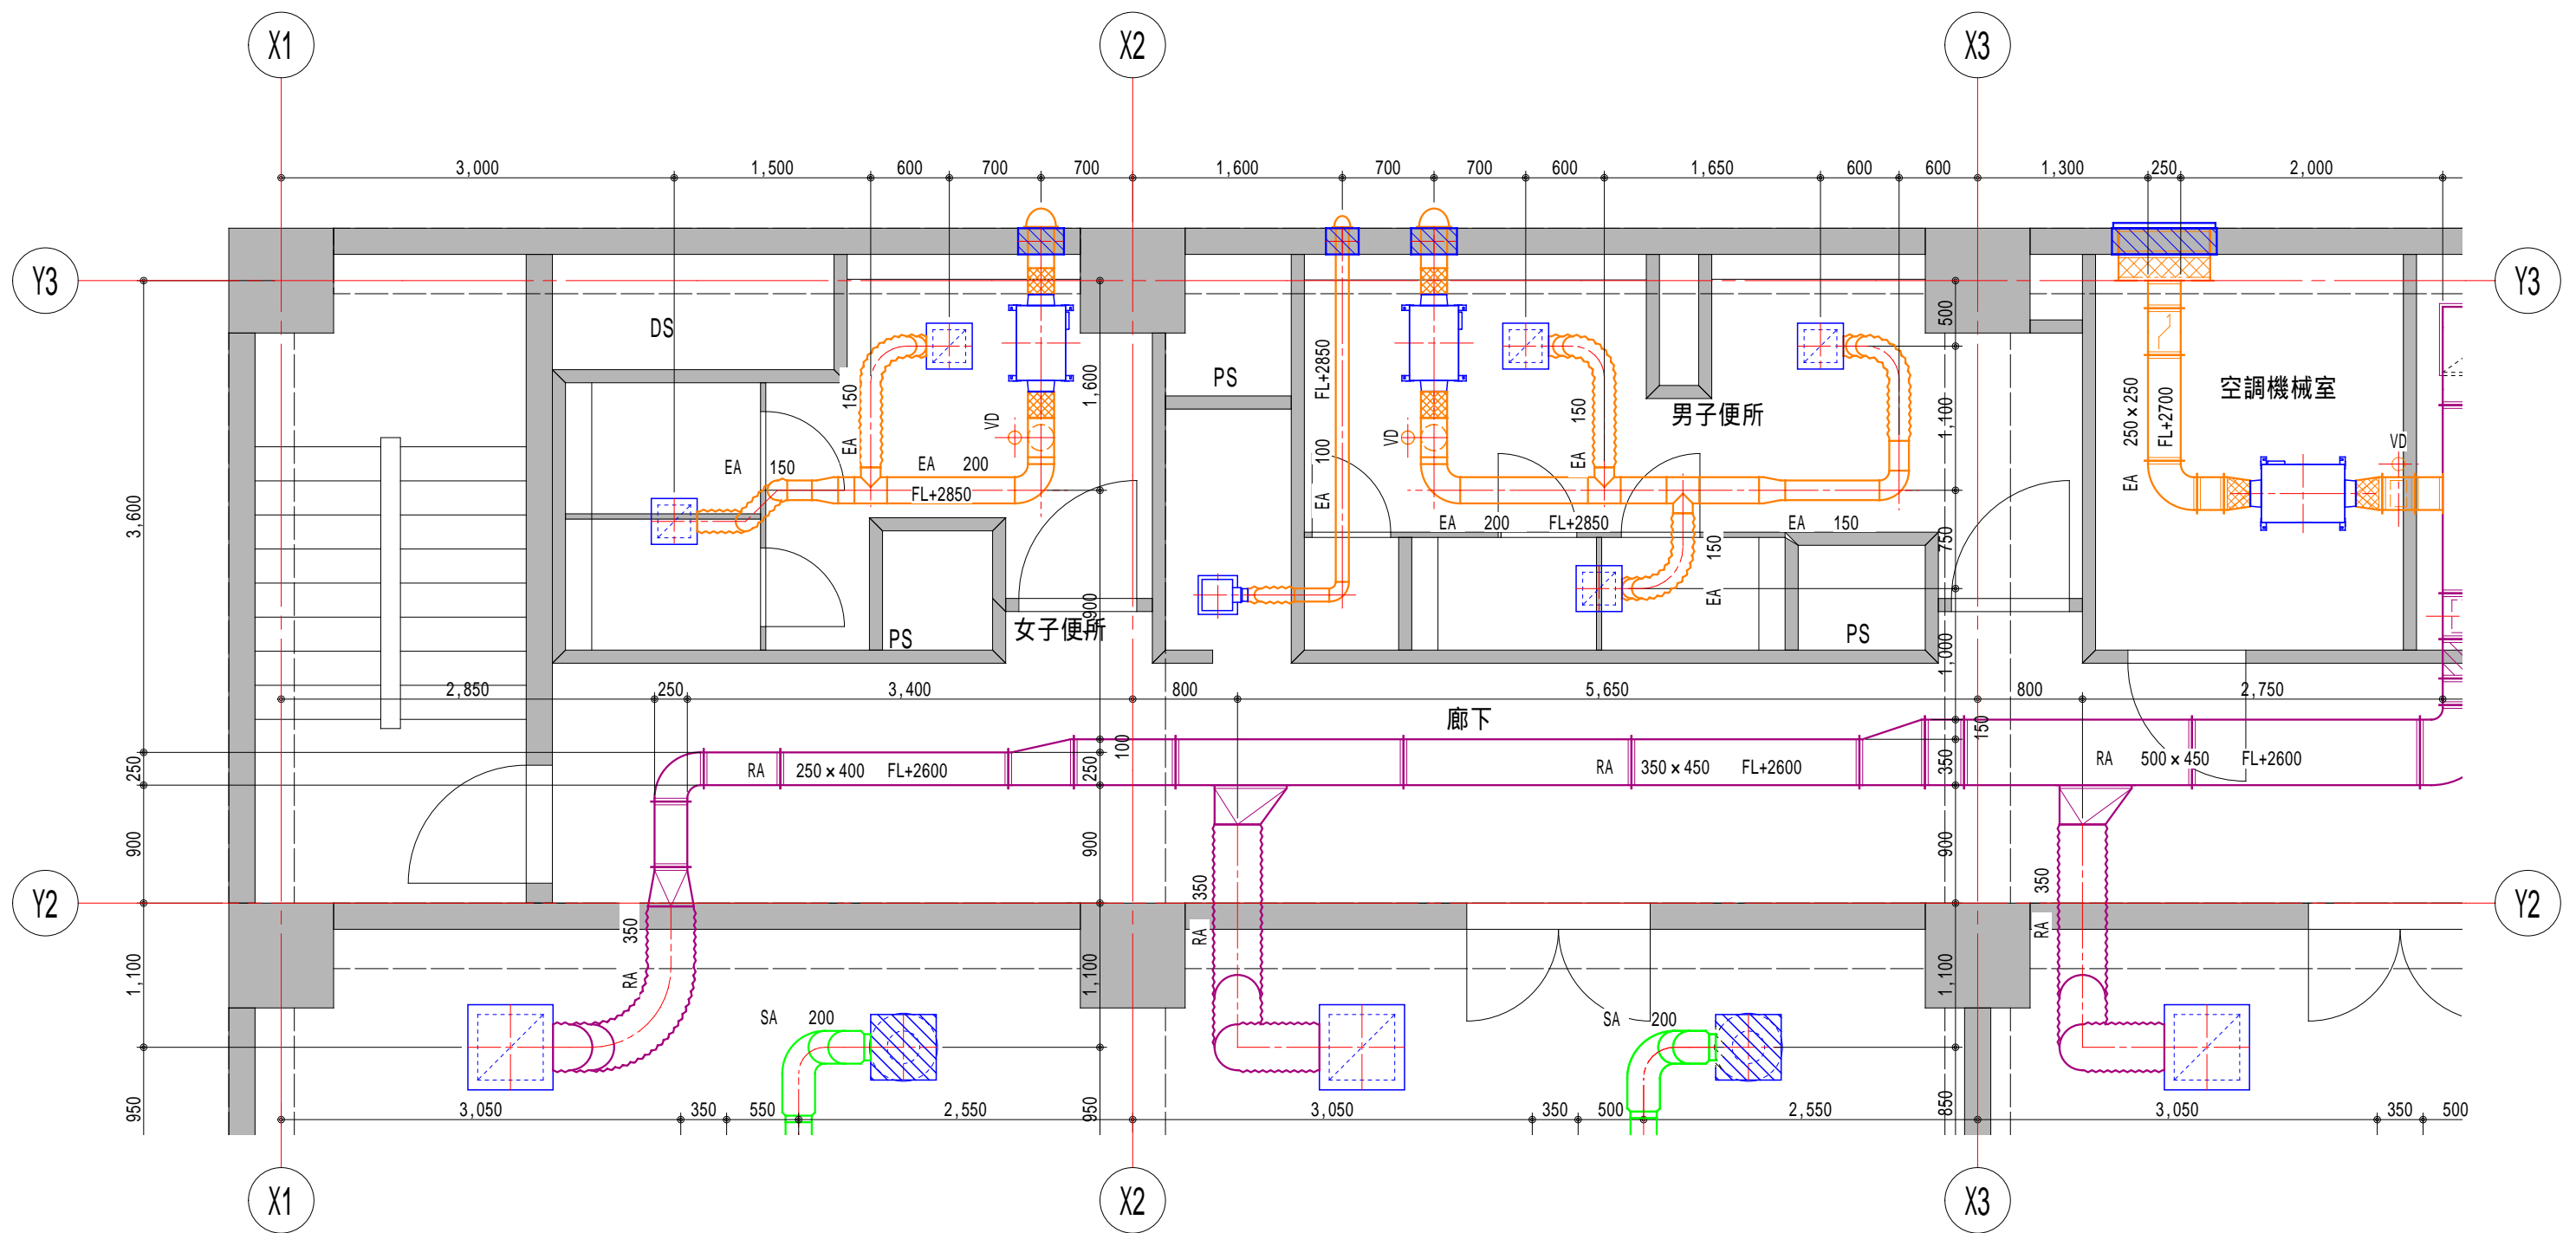 X1
X2
X3
3,000
1,500
600
700
700
1,600
700
700
600
1,650
600
600
1,300
250
2,000
Y3
Y3
DS
PS
FL+2850
500
1,600
150
VD
EA
EA
150
EA
200
FL+2850
100
EA
150
EA
VD
男子便所
1,100
250×250
FL+2700
EA
空調機械室
VD
3,600
EA
200
FL+2850
EA
150
150
EA
750
900
女子便所
PS
PS
1,000
2,850
250
3,400
800
5,650
800
2,750
廊下
100
150
250
250
350
RA
250×400
FL+2600
RA
350×450
FL+2600
RA
500×450
FL+2600
900
900
900
350
350
Y2
Y2
350
RA
RA
RA
1,100
1,100
1,100
SA
200
SA
200
950
950
850
3,050
350
550
2,550
3,050
350
500
2,550
3,050
350
500
X1
X2
X3